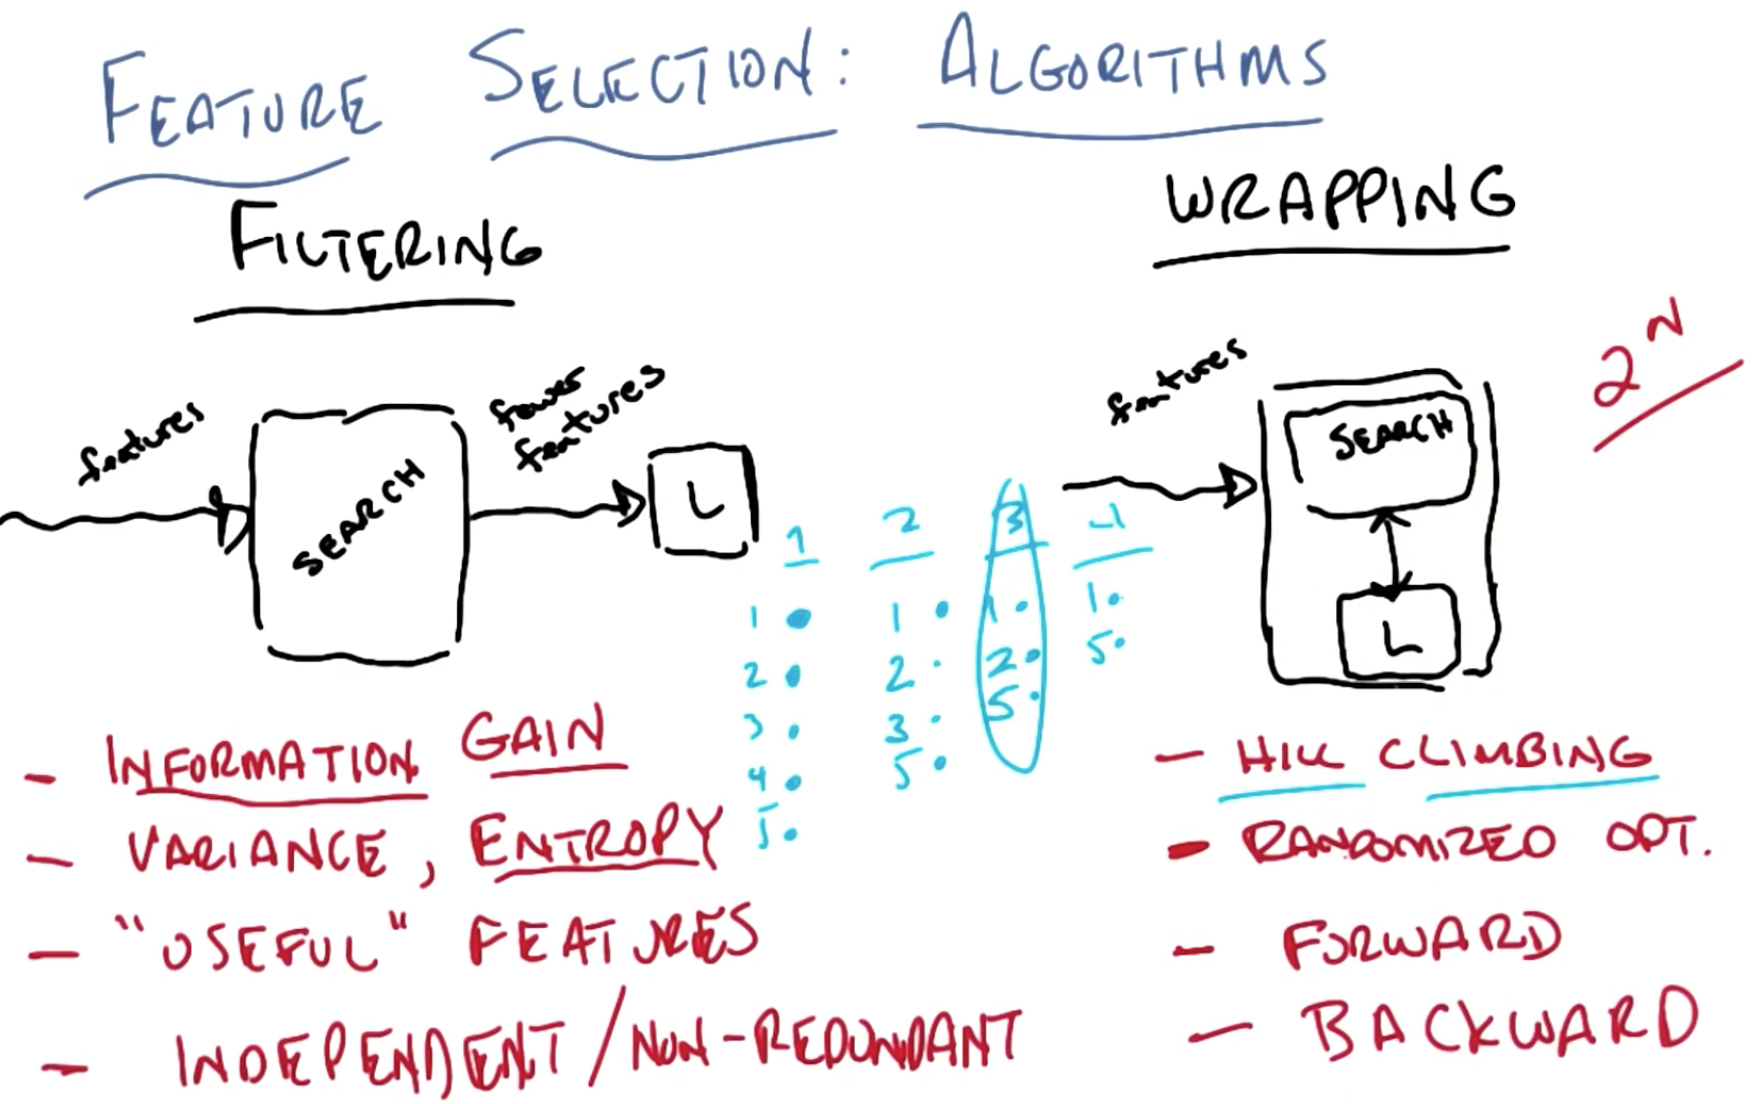 FEATURE SELECTION: ALGORITHMS
FILTERING
WRAPPING
features
SEARCH
fewer
features
L
features
SEARCH
L
2^N
1 2 3 4
1 1 1 1
2 2 2 5
3 3 5
4 5
5
- INFORMATION GAIN
- VARIANCE, ENTROPY
- "USEFUL" FEATURES
- INDEPENDENT / NON-REDUNDANT
- HILL CLIMBING
- RANDOMIZED OPT.
- FORWARD
- BACKWARD